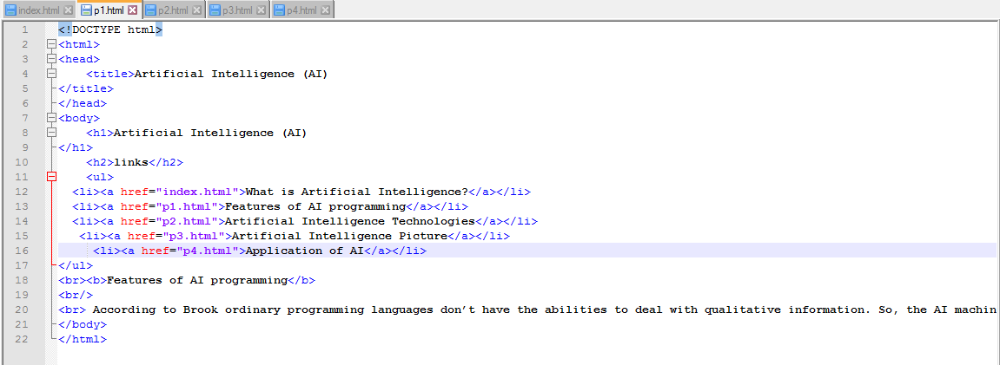 index.html p1.html p2.html p3.html p4.html
1 <!DOCTYPE html>
2 <html>
3 <head>
4 <title>Artificial Intelligence (AI)
5 </title>
6 </head>
7 <body>
8 <h1>Artificial Intelligence (AI)
9 </h1>
10 <h2>links</h2>
11 <ul>
12 <li><a href="index.html">What is Artificial Intelligence?</a></li>
13 <li><a href="p1.html">Features of AI programming</a></li>
14 <li><a href="p2.html">Artificial Intelligence Technologies</a></li>
15 <li><a href="p3.html">Artificial Intelligence Picture</a></li>
16 <li><a href="p4.html">Application of AI</a></li>
17 </ul>
18 <br><b>Features of AI programming</b>
19 <br/>
20 <br> According to Brook ordinary programming languages don’t have the abilities to deal with qualitative information. So, the AI machin
21 </body>
22 </html>